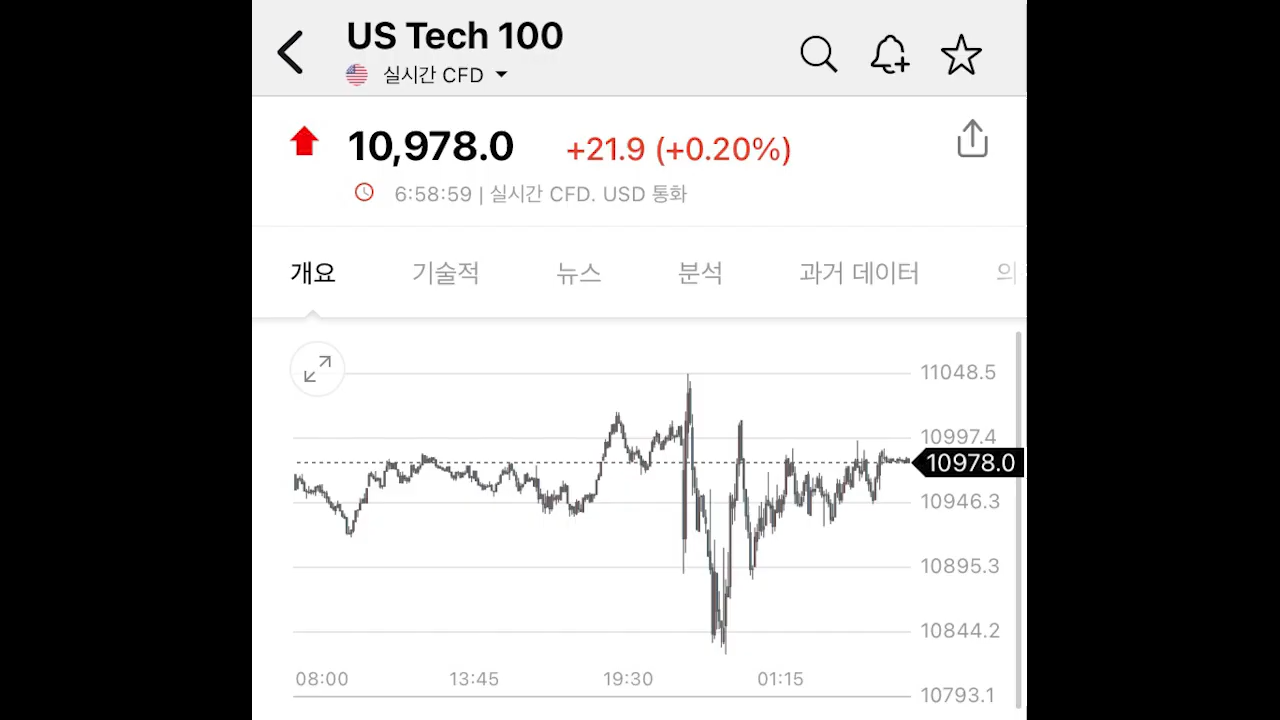 US Tech 100
실시간 CFD
10,978.0 +21.9 (+0.20%)
6:58:59 | 실시간 CFD. USD 통화
개요 기술적 뉴스 분석 과거 데이터 의
11048.5
10997.4
10978.0
10946.3
10895.3
10844.2
08:00 13:45 19:30 01:15
10793.1